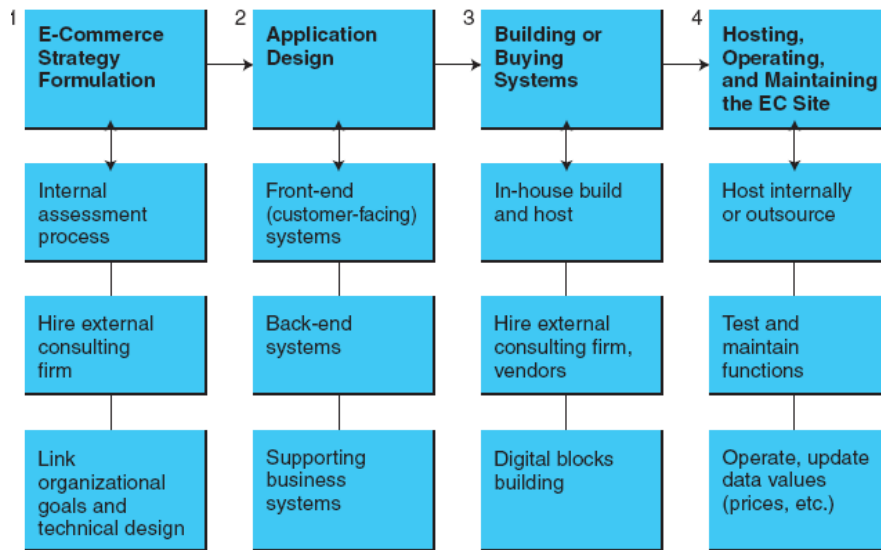 1
E-Commerce
Strategy
Formulation
2
Application
Design
3
Building or
Buying
Systems
4
Hosting,
Operating,
and Maintaining
the EC Site
Internal
assessment
process
Front-end
(customer-facing)
systems
In-house build
and host
Host internally
or outsource
Hire external
consulting
firm
Back-end
systems
Hire external
consulting firm,
vendors
Test and
maintain
functions
Link
organizational
goals and
technical design
Supporting
business
systems
Digital blocks
building
Operate, update
data values
(prices, etc.)